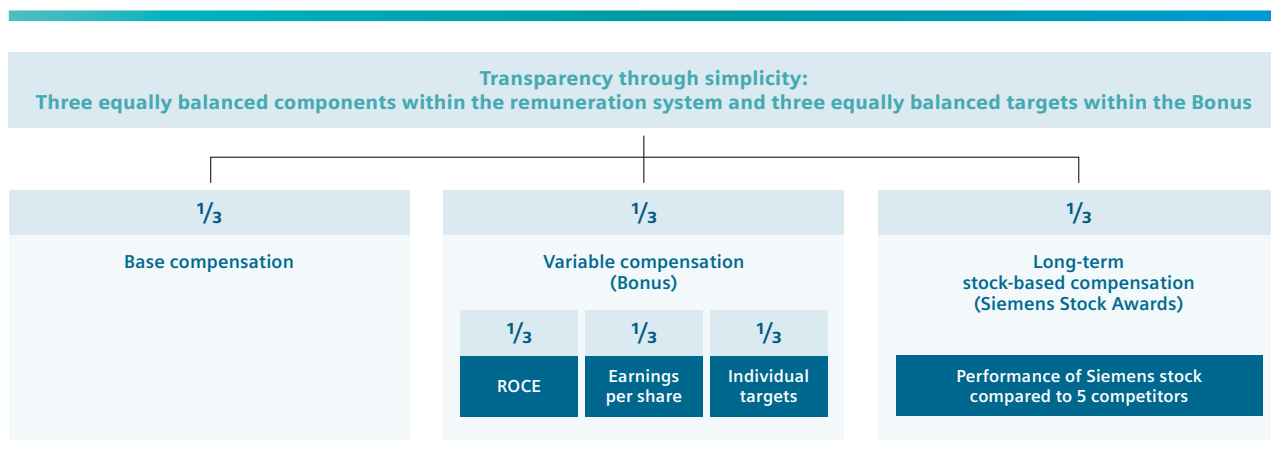 Transparency through simplicity:
Three equally balanced components within the remuneration system and three equally balanced targets within the Bonus
1/3
Base compensation
1/3
Variable compensation
(Bonus)
1/3
ROCE
1/3
Earnings
per share
1/3
Individual
targets
1/3
Long-term
stock-based compensation
(Siemens Stock Awards)
Performance of Siemens stock
compared to 5 competitors